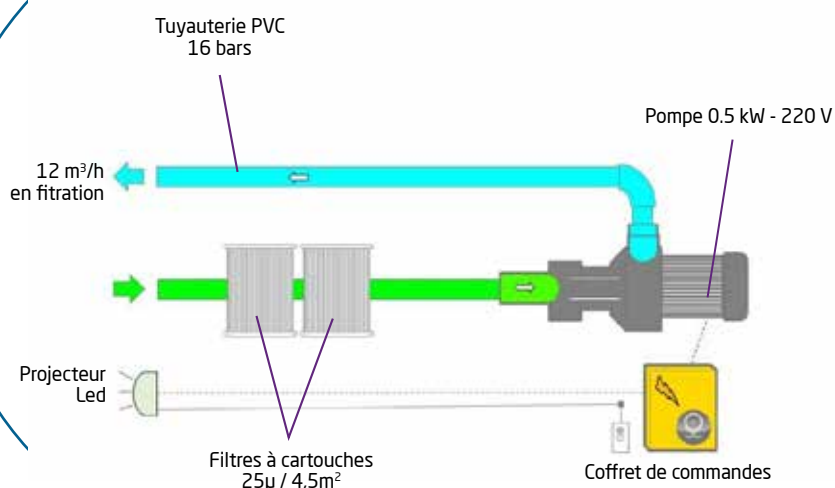 Tuyauterie PVC
16 bars
Pompe 0.5 kW - 220 V
12 m³/h
en fitration
Projecteur
Led
Filtres à cartouches
25µ / 4,5m²
Coffret de commandes